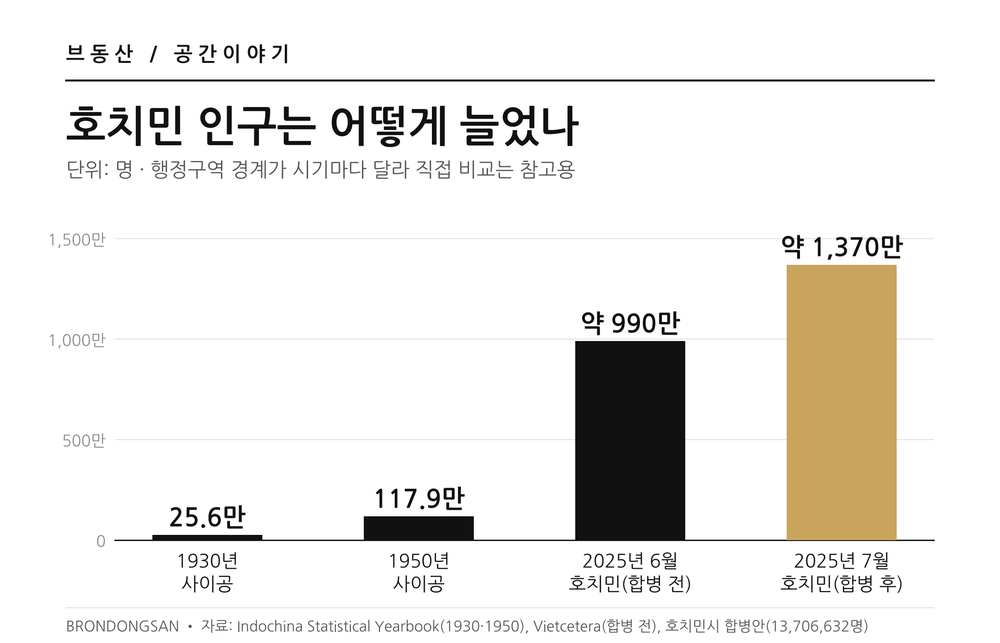 브동산 / 공간이야기
호치민 인구는 어떻게 늘었나
단위: 명 · 행정구역 경계가 시기마다 달라 직접 비교는 참고용
1,500만
1,000만
500만
0
25.6만
117.9만
약 990만
약 1,370만
1930년
사이공
1950년
사이공
2025년 6월
호치민(합병 전)
2025년 7월
호치민(합병 후)
BRONDONGSAN • 자료: Indochina Statistical Yearbook(1930·1950), Vietcetera(합병 전), 호치민시 합병안(13,706,632명)